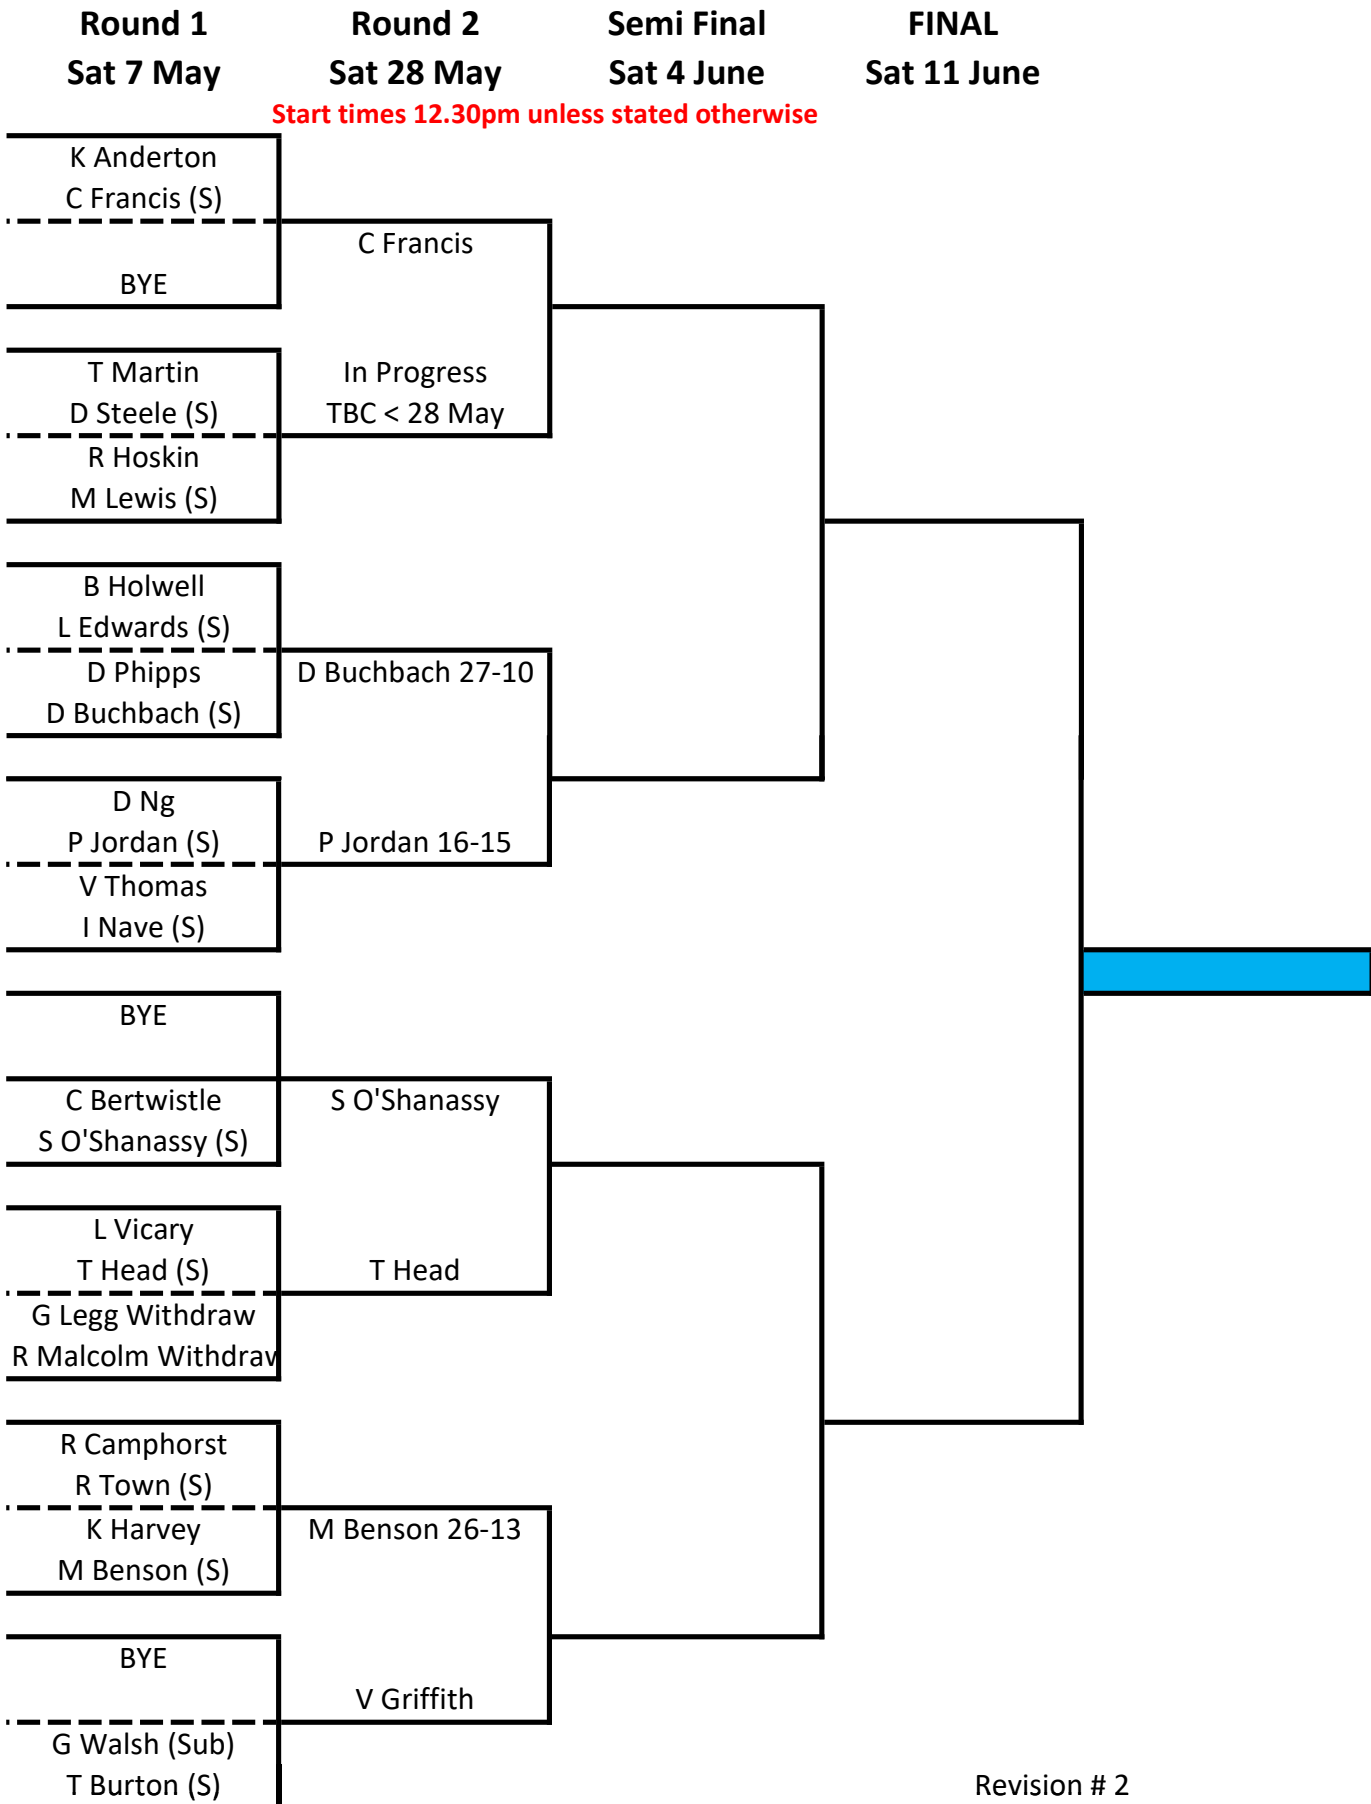 Round 1 Round 2 Semi Final FINAL
Sat 7 May Sat 28 May Sat 4 June Sat 11 June
Start times 12.30pm unless stated otherwise
K Anderton
C Francis (S)
C Francis
BYE
T Martin In Progress
D Steele (S) TBC < 28 May
R Hoskin
M Lewis (S)
B Holwell
L Edwards (S)
D Phipps D Buchbach 27-10
D Buchbach (S)
D Ng
P Jordan (S) P Jordan 16-15
V Thomas
I Nave (S)
BYE
C Bertwistle S O'Shanassy
S O'Shanassy (S)
L Vicary
T Head (S) T Head
G Legg Withdraw
R Malcolm Withdraw
R Camphorst
R Town (S)
K Harvey M Benson 26-13
M Benson (S)
BYE
V Griffith
G Walsh (Sub)
T Burton (S) Revision # 2